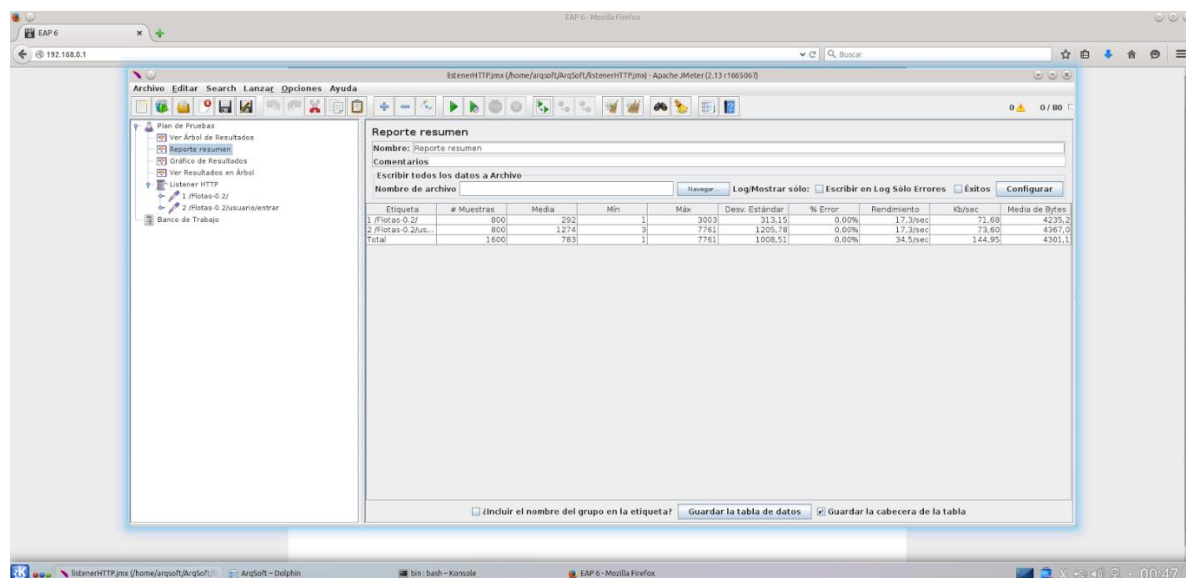 EAP 6 - Mozilla Firefox
EAP 6
192.168.0.1
Buscar
listenerHTTP.jmx (/home/arqsoft/ArqSoft/listenerHTTP.jmx) - Apache JMeter (2.13 r1665067)
Archivo Editar Search Lanzar Opciones Ayuda
0 0 / 80
Plan de Pruebas
Ver Árbol de Resultados
Reporte resumen
Gráfico de Resultados
Ver Resultados en Árbol
Listener HTTP
1 /Flotas-0.2/
2 /Flotas-0.2/usuario/entrar
Banco de Trabajo
Reporte resumen
Nombre: Reporte resumen
Comentarios
Escribir todos los datos a Archivo
Nombre de archivo Navegar... Log/Mostrar sólo: Escribir en Log Sólo Errores Éxitos Configurar
Etiqueta # Muestras Media Mín Máx Desv. Estándar % Error Rendimiento Kb/sec Media de Bytes
1 /Flotas-0.2/ 800 292 1 3003 313,15 0,00% 17,3/sec 71,68 4235,2
2 /Flotas-0.2/us... 800 1274 3 7761 1205,78 0,00% 17,3/sec 73,60 4367,0
Total 1600 783 1 7761 1008,51 0,00% 34,5/sec 144,95 4301,1
¿Incluir el nombre del grupo en la etiqueta? Guardar la tabla de datos Guardar la cabecera de la tabla
listenerHTTP.jmx (/home/arqsoft/ArqSoft/ ArqSoft – Dolphin bin : bash – Konsole EAP 6 - Mozilla Firefox 00:47